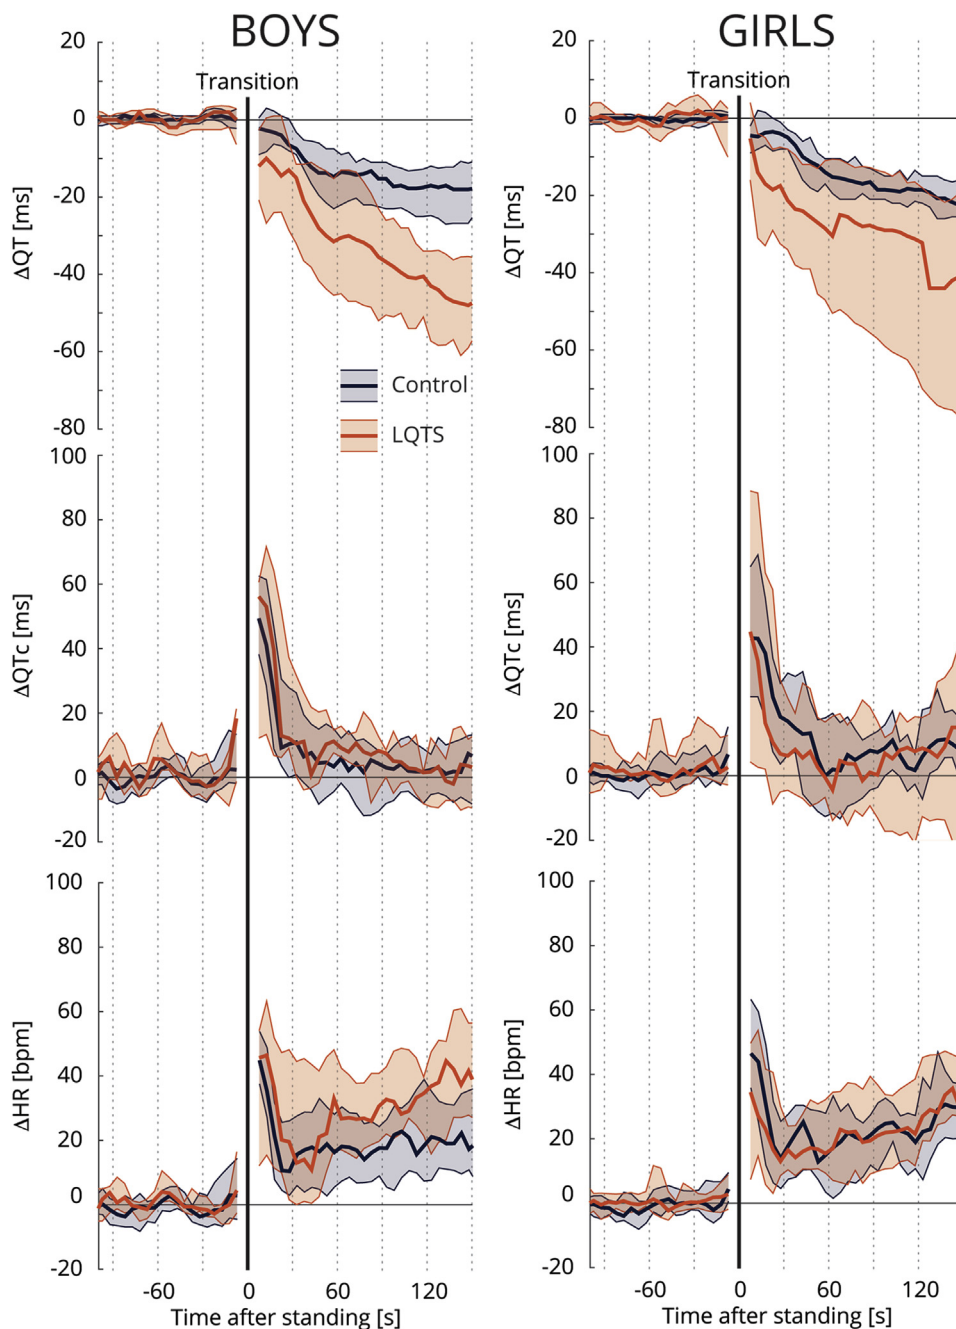 BOYS
GIRLS
Transition
Transition
20
0
-20
-40
-60
-80
ΔQT [ms]
20
0
-20
-40
-60
-80
ΔQT [ms]
Control
LQTS
100
80
60
40
20
0
-20
ΔQTc [ms]
100
80
60
40
20
0
-20
ΔQTc [ms]
100
80
60
40
20
0
-20
ΔHR [bpm]
100
80
60
40
20
0
-20
ΔHR [bpm]
-60 0 60 120
Time after standing [s]
-60 0 60 120
Time after standing [s]